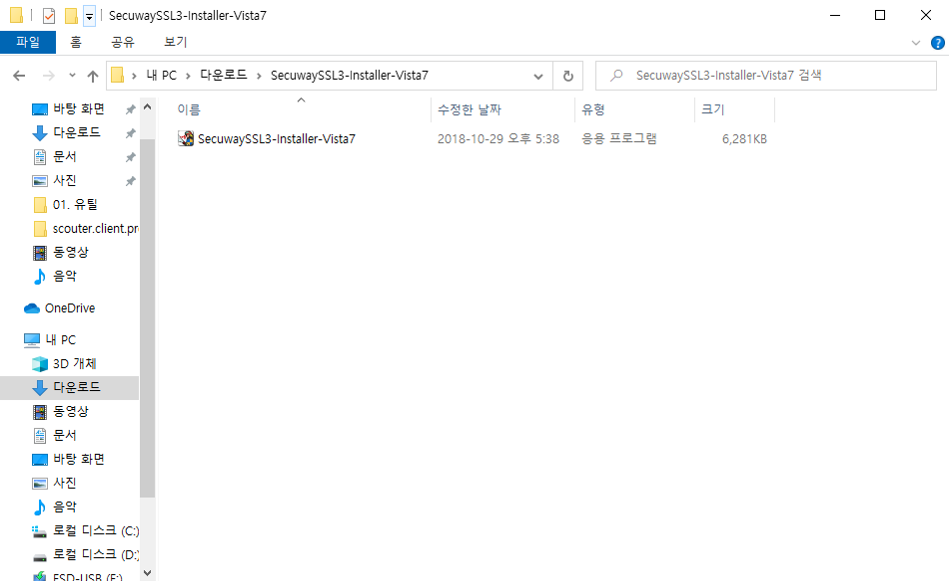 SecuwaySSL3-Installer-Vista7
파일 홈 공유 보기
내 PC 다운로드 SecuwaySSL3-Installer-Vista7
SecuwaySSL3-Installer-Vista7 검색
이름 수정한 날짜 유형 크기
SecuwaySSL3-Installer-Vista7 2018-10-29 오후 5:38 응용 프로그램 6,281KB
바탕 화면
다운로드
문서
사진
01. 유틸
scouter.client.pr
동영상
음악
OneDrive
내 PC
3D 개체
다운로드
동영상
문서
바탕 화면
사진
음악
로컬 디스크 (C:)
로컬 디스크 (D:)
ESD-USB (F:)